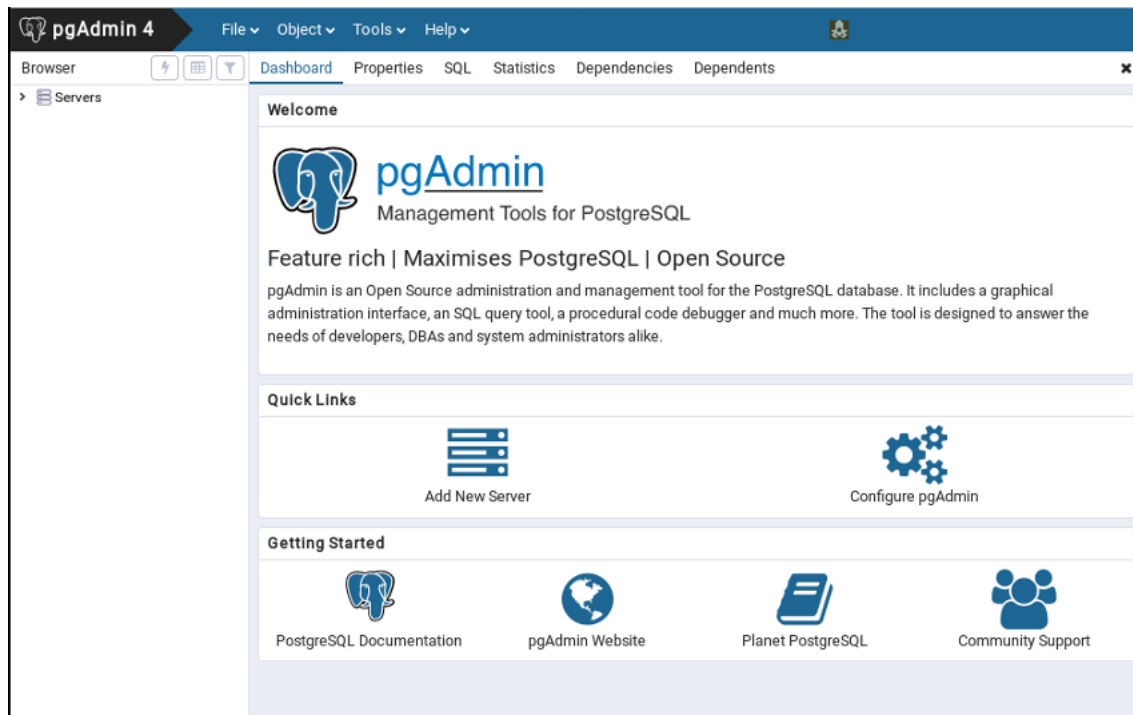 pgAdmin 4
File Object Tools Help
Browser
Dashboard Properties SQL Statistics Dependencies Dependents
Servers
Welcome
pgAdmin
Management Tools for PostgreSQL
Feature rich | Maximises PostgreSQL | Open Source
pgAdmin is an Open Source administration and management tool for the PostgreSQL database. It includes a graphical
administration interface, an SQL query tool, a procedural code debugger and much more. The tool is designed to answer the
needs of developers, DBAs and system administrators alike.
Quick Links
Add New Server
Configure pgAdmin
Getting Started
PostgreSQL Documentation
pgAdmin Website
Planet PostgreSQL
Community Support